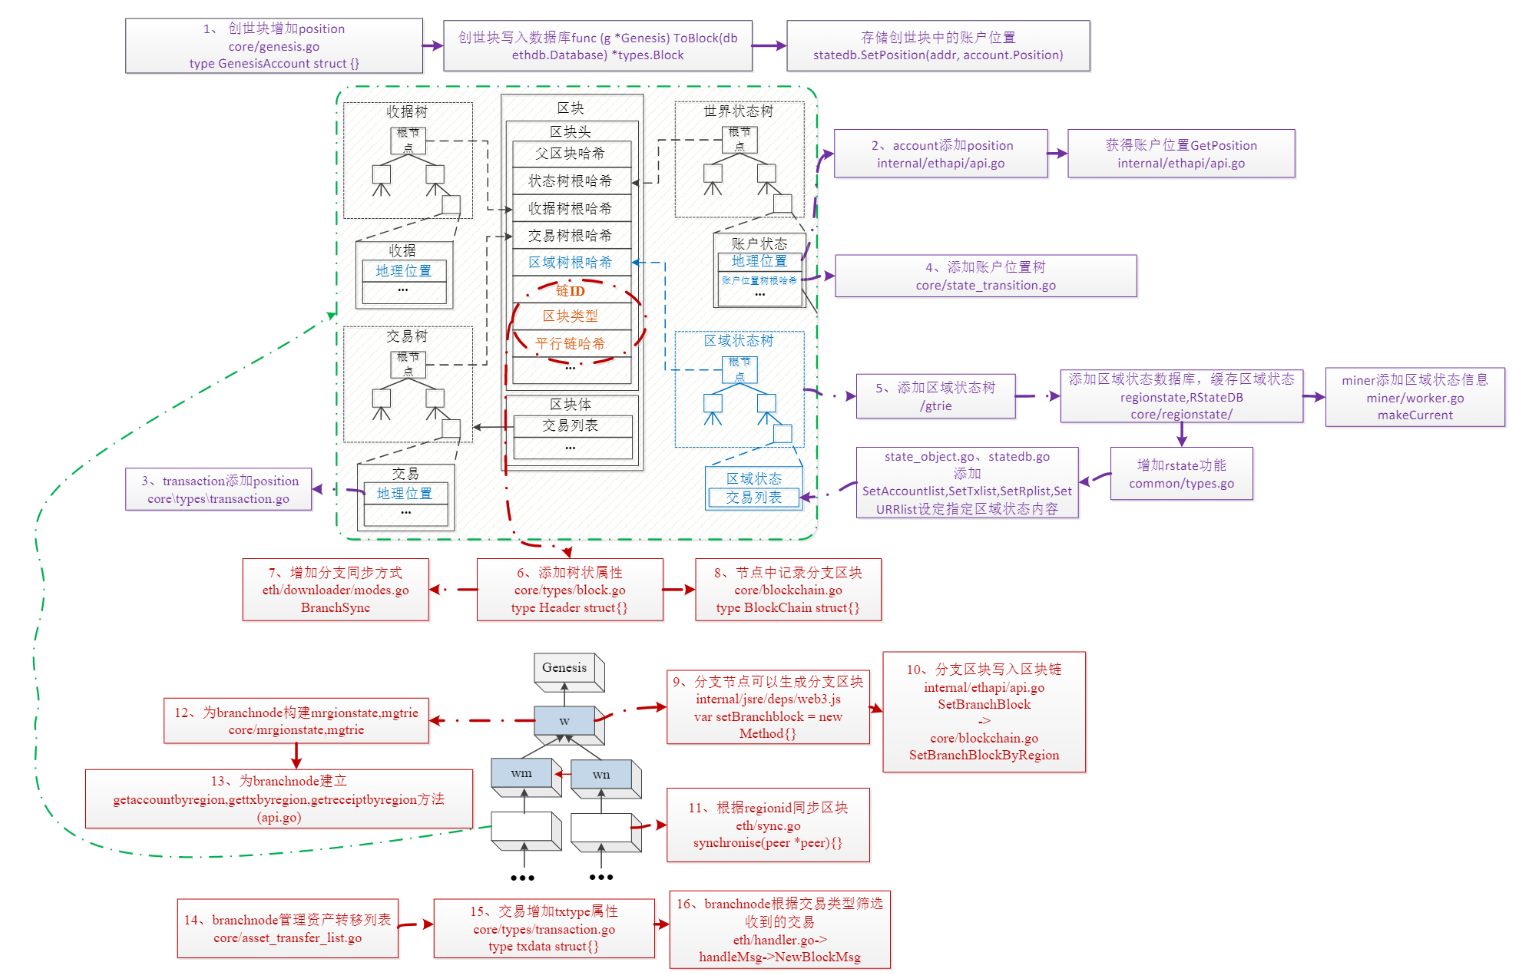 1、 创世块增加position
core/genesis.go
type GenesisAccount struct {}
创世块写入数据库func (g *Genesis) ToBlock(db
ethdb.Database) *types.Block
存储创世块中的账户位置
statedb.SetPosition(addr, account.Position)
收据树
根节
点
收据
地理位置
...
交易树
根节
点
交易
地理位置
...
区块
区块头
父区块哈希
状态树根哈希
收据树根哈希
交易树根哈希
区域树根哈希
链ID
区块类型
平行链哈希
...
区块体
交易列表
...
世界状态树
根节
点
账户状态
地理位置
账户位置树根哈希
...
区域状态树
根节
点
区域状态
交易列表
2、account添加position
internal/ethapi/api.go
获得账户位置GetPosition
internal/ethapi/api.go
4、添加账户位置树
core/state_transition.go
5、添加区域状态树
/gtrie
添加区域状态数据库，缓存区域状态
regionstate,RStateDB
core/regionstate/
miner添加区域状态信息
miner/worker.go
makeCurrent
增加rstate功能
common/types.go
state_object.go、statedb.go
添加
SetAccountlist,SetTxlist,SetRplist,Set
URRlist设定指定区域状态内容
3、transaction添加position
core\types\transaction.go
7、增加分支同步方式
eth/downloader/modes.go
BranchSync
6、添加树状属性
core/types/block.go
type Header struct{}
8、节点中记录分支区块
core/blockchain.go
type BlockChain struct{}
Genesis
w
wm
wn
...
...
9、分支节点可以生成分支区块
internal/jsre/deps/web3.js
var setBranchblock = new
Method{}
10、分支区块写入区块链
internal/ethapi/api.go
SetBranchBlock
->
core/blockchain.go
SetBranchBlockByRegion
12、为branchnode构建mrgionstate,mgtrie
core/mrgionstate,mgtrie
13、为branchnode建立
getaccountbyregion,gettxbyregion,getreceiptbyregion方法
(api.go)
11、根据regionid同步区块
eth/sync.go
synchronise(peer *peer){}
14、branchnode管理资产转移列表
core/asset_transfer_list.go
15、交易增加txtype属性
core/types/transaction.go
type txdata struct{}
16、branchnode根据交易类型筛选
收到的交易
eth/handler.go->
handleMsg->NewBlockMsg